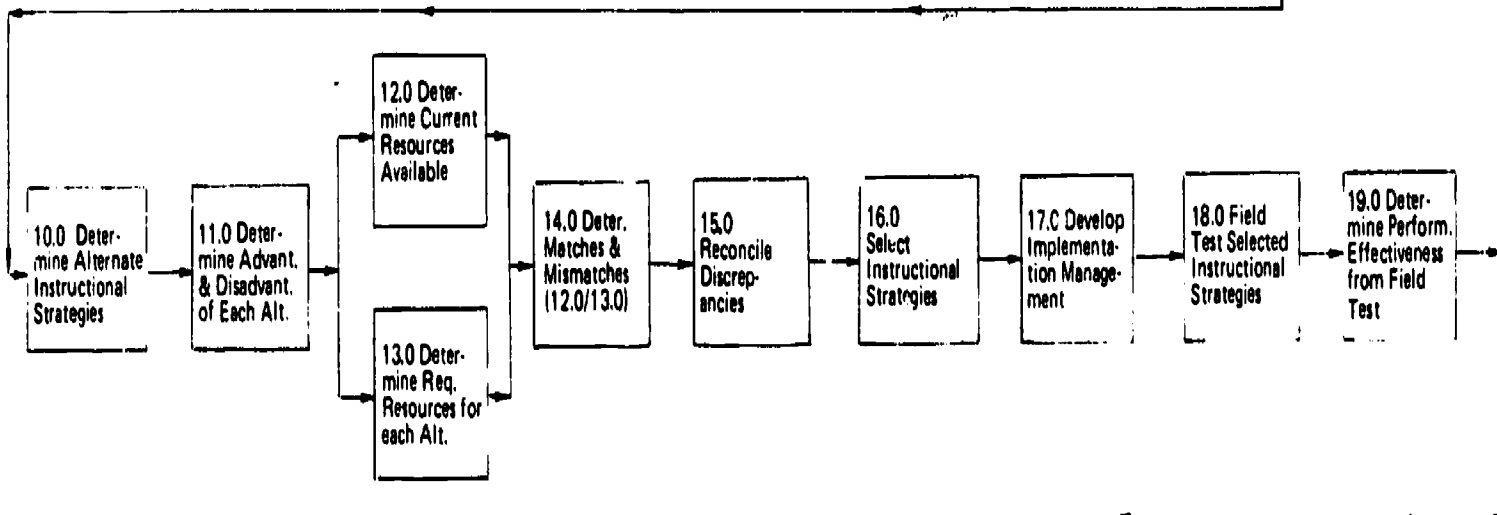 10.0 Deter-
mine Alternate
Instructional
Strategies
11.0 Deter-
mine Advant.
& Disadvant.
of Each Alt.
12.0 Deter-
mine Current
Resources
Available
13.0 Deter-
mine Req.
Resources for
each Alt.
14.0 Deter.
Matches &
Mismatches
(12.0/13.0)
15.0
Reconcile
Discrep-
ancies
16.0
Select
Instructional
Strategies
17.0 Develop
Implementa-
tion Manage-
ment
18.0 Field
Test Selected
Instructional
Strategies
19.0 Deter-
mine Perform.
Effectiveness
from Field
Test